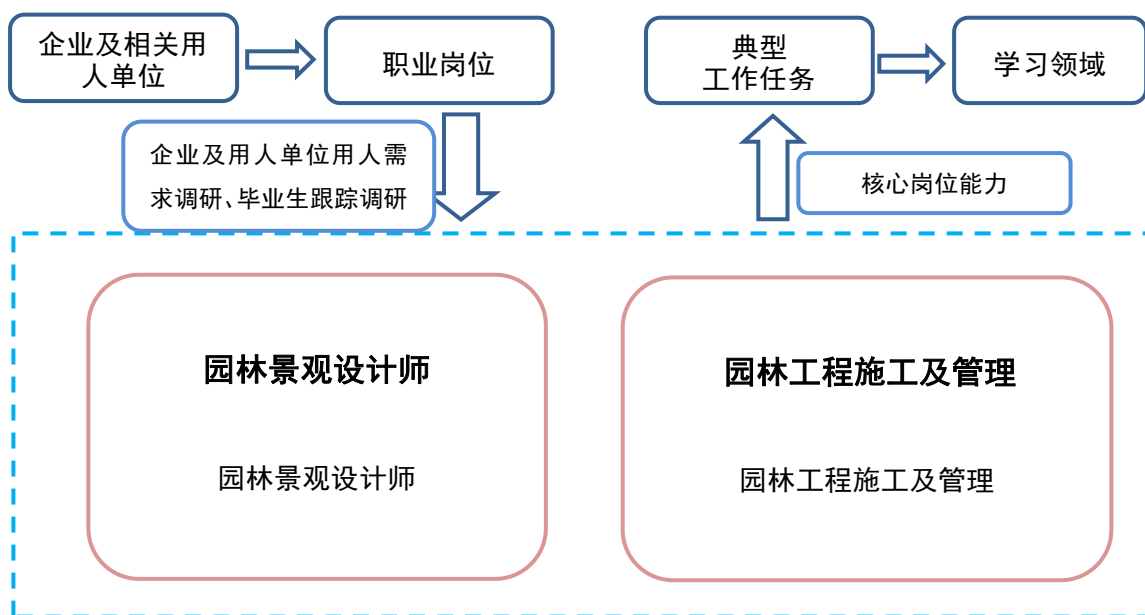 企业及相关用
人单位
职业岗位
典型
工作任务
学习领域
企业及用人单位用人需
求调研、毕业生跟踪调研
核心岗位能力
园林景观设计师
园林景观设计师
园林工程施工及管理
园林工程施工及管理